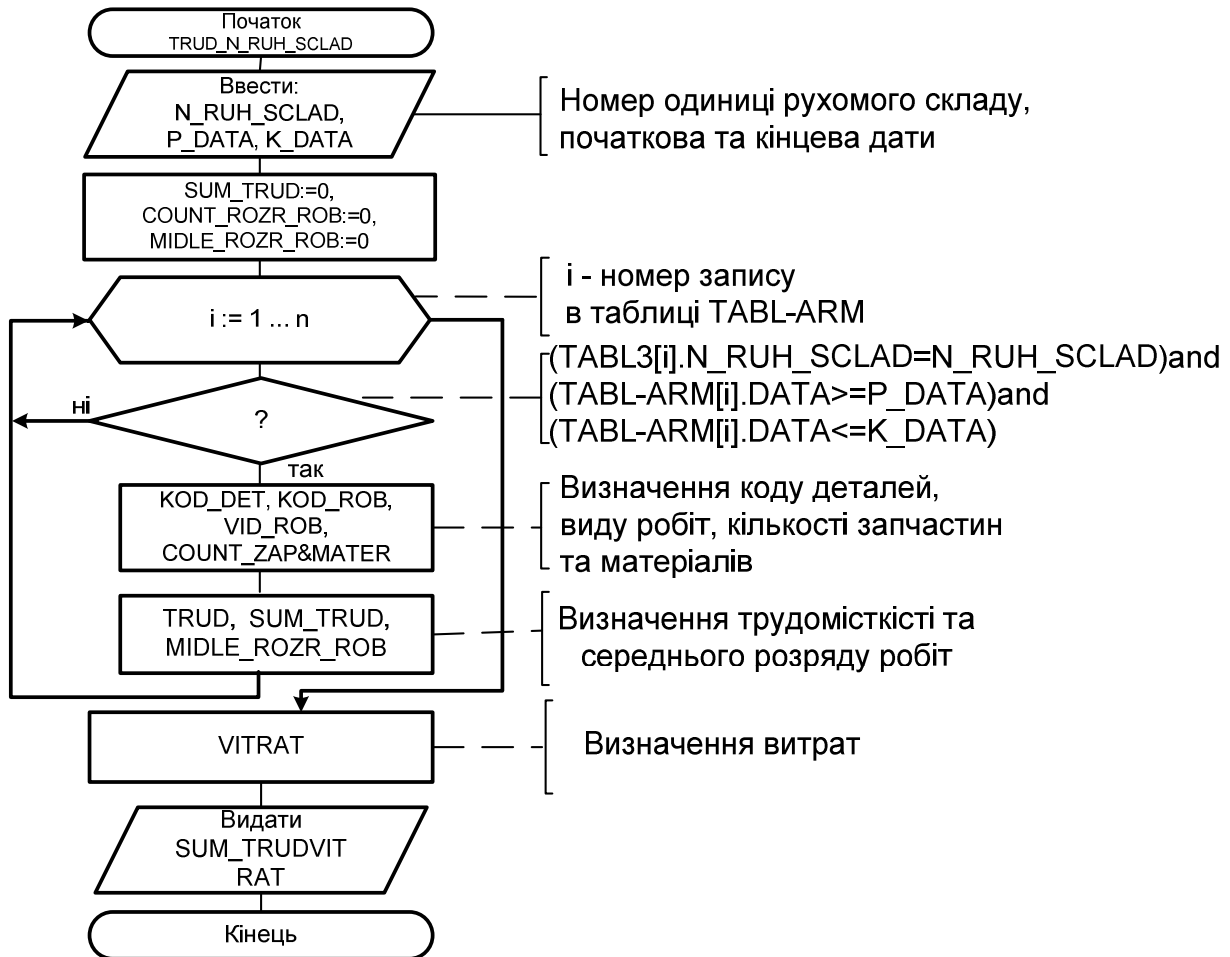 Початок
TRUD_N_RUH_SCLAD
Ввести:
N_RUH_SCLAD,
P_DATA, K_DATA
Номер одиниці рухомого складу,
початкова та кінцева дати
SUM_TRUD:=0,
COUNT_ROZR_ROB:=0,
MIDLE_ROZR_ROB:=0
i := 1 ... n
i - номер запису
в таблиці TABL-ARM
?
ні
так
(TABL3[i].N_RUH_SCLAD=N_RUH_SCLAD)and
(TABL-ARM[i].DATA>=P_DATA)and
(TABL-ARM[i].DATA<=K_DATA)
KOD_DET, KOD_ROB,
VID_ROB,
COUNT_ZAP&MATER
Визначення коду деталей,
виду робіт, кількості запчастин
та матеріалів
TRUD, SUM_TRUD,
MIDLE_ROZR_ROB
Визначення трудомісткісті та
середнього розряду робіт
VITRAT
Визначення витрат
Видати
SUM_TRUDVIT
RAT
Кінець